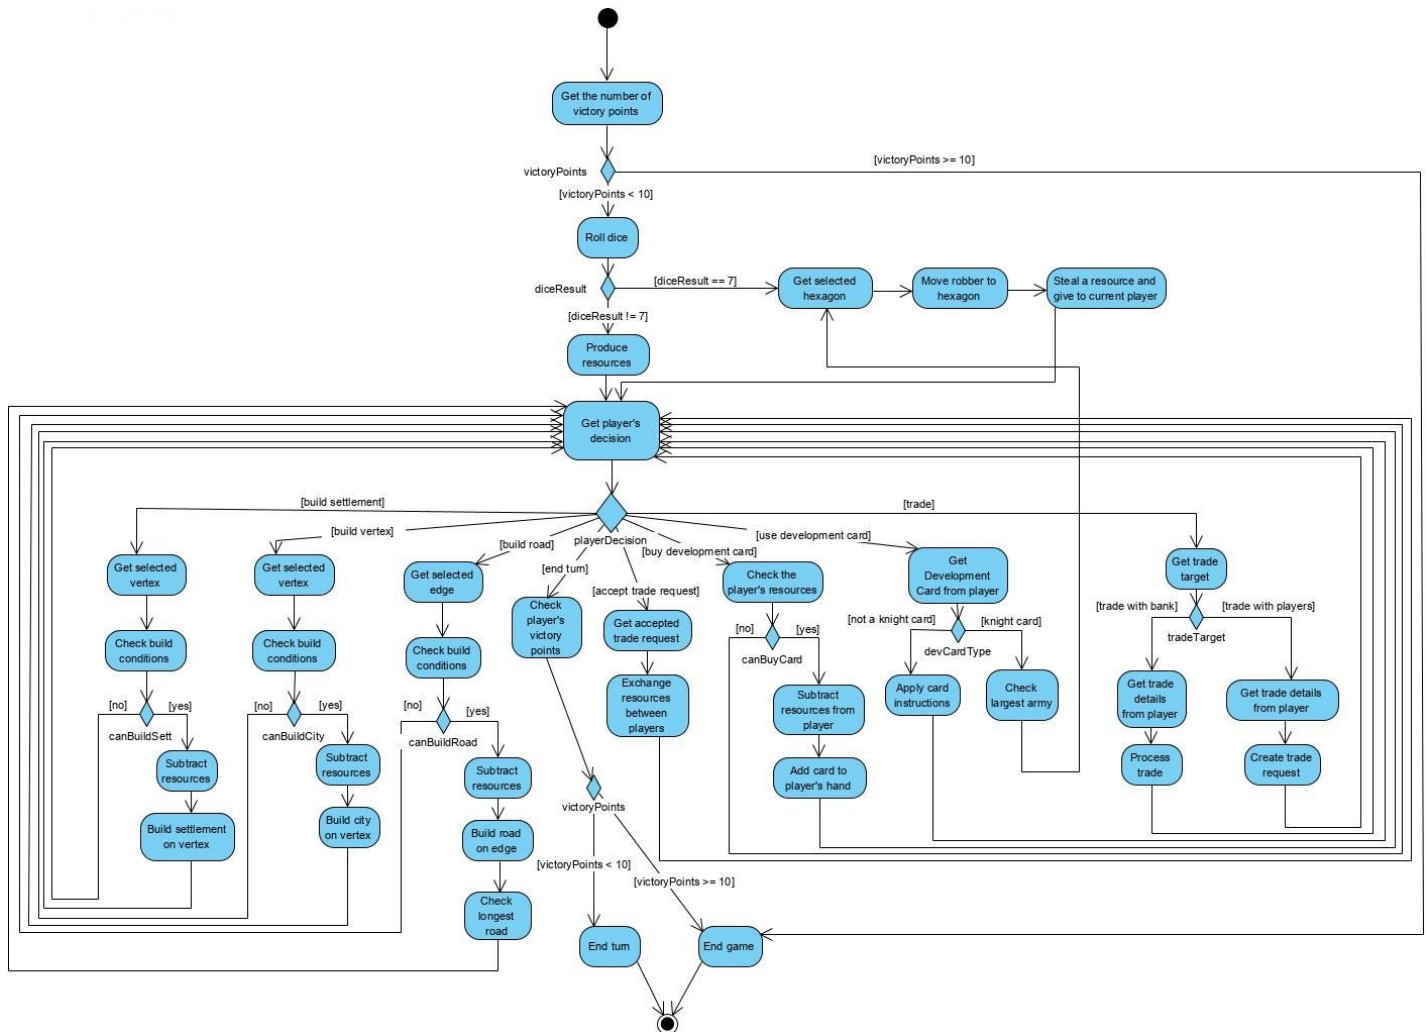 Get the number of
victory points
[victoryPoints >= 10]
victoryPoints
[victoryPoints < 10]
Roll dice
diceResult
[diceResult == 7]
Get selected
hexagon
Move robber to
hexagon
Steal a resource and
give to current player
[diceResult != 7]
Produce
resources
Get player's
decision
[build settlement]
[build vertex]
[build road]
[end turn]
playerDecision
[accept trade request]
[buy development card]
[use development card]
[trade]
Get selected
vertex
Check build
conditions
[no]
[yes]
canBuildSett
Subtract
resources
Build settlement
on vertex
Get selected
vertex
Check build
conditions
[no]
[yes]
canBuildCity
Subtract
resources
Build city
on vertex
Get selected
edge
Check build
conditions
[no]
[yes]
canBuildRoad
Subtract
resources
Build road
on edge
Check
longest
road
Check
player's
victory
points
victoryPoints
[victoryPoints < 10]
[victoryPoints >= 10]
End turn
End game
Get accepted
trade request
Exchange
resources
between
players
Check the
player's resources
[no]
[yes]
canBuyCard
Subtract
resources from
player
Add card to
player's hand
Get
Development
Card from player
[not a knight card]
[knight card]
devCardType
Apply card
instructions
Check
largest army
Get trade
target
[trade with bank]
[trade with players]
tradeTarget
Get trade
details
from player
Process
trade
Get trade details
from player
Create trade
request